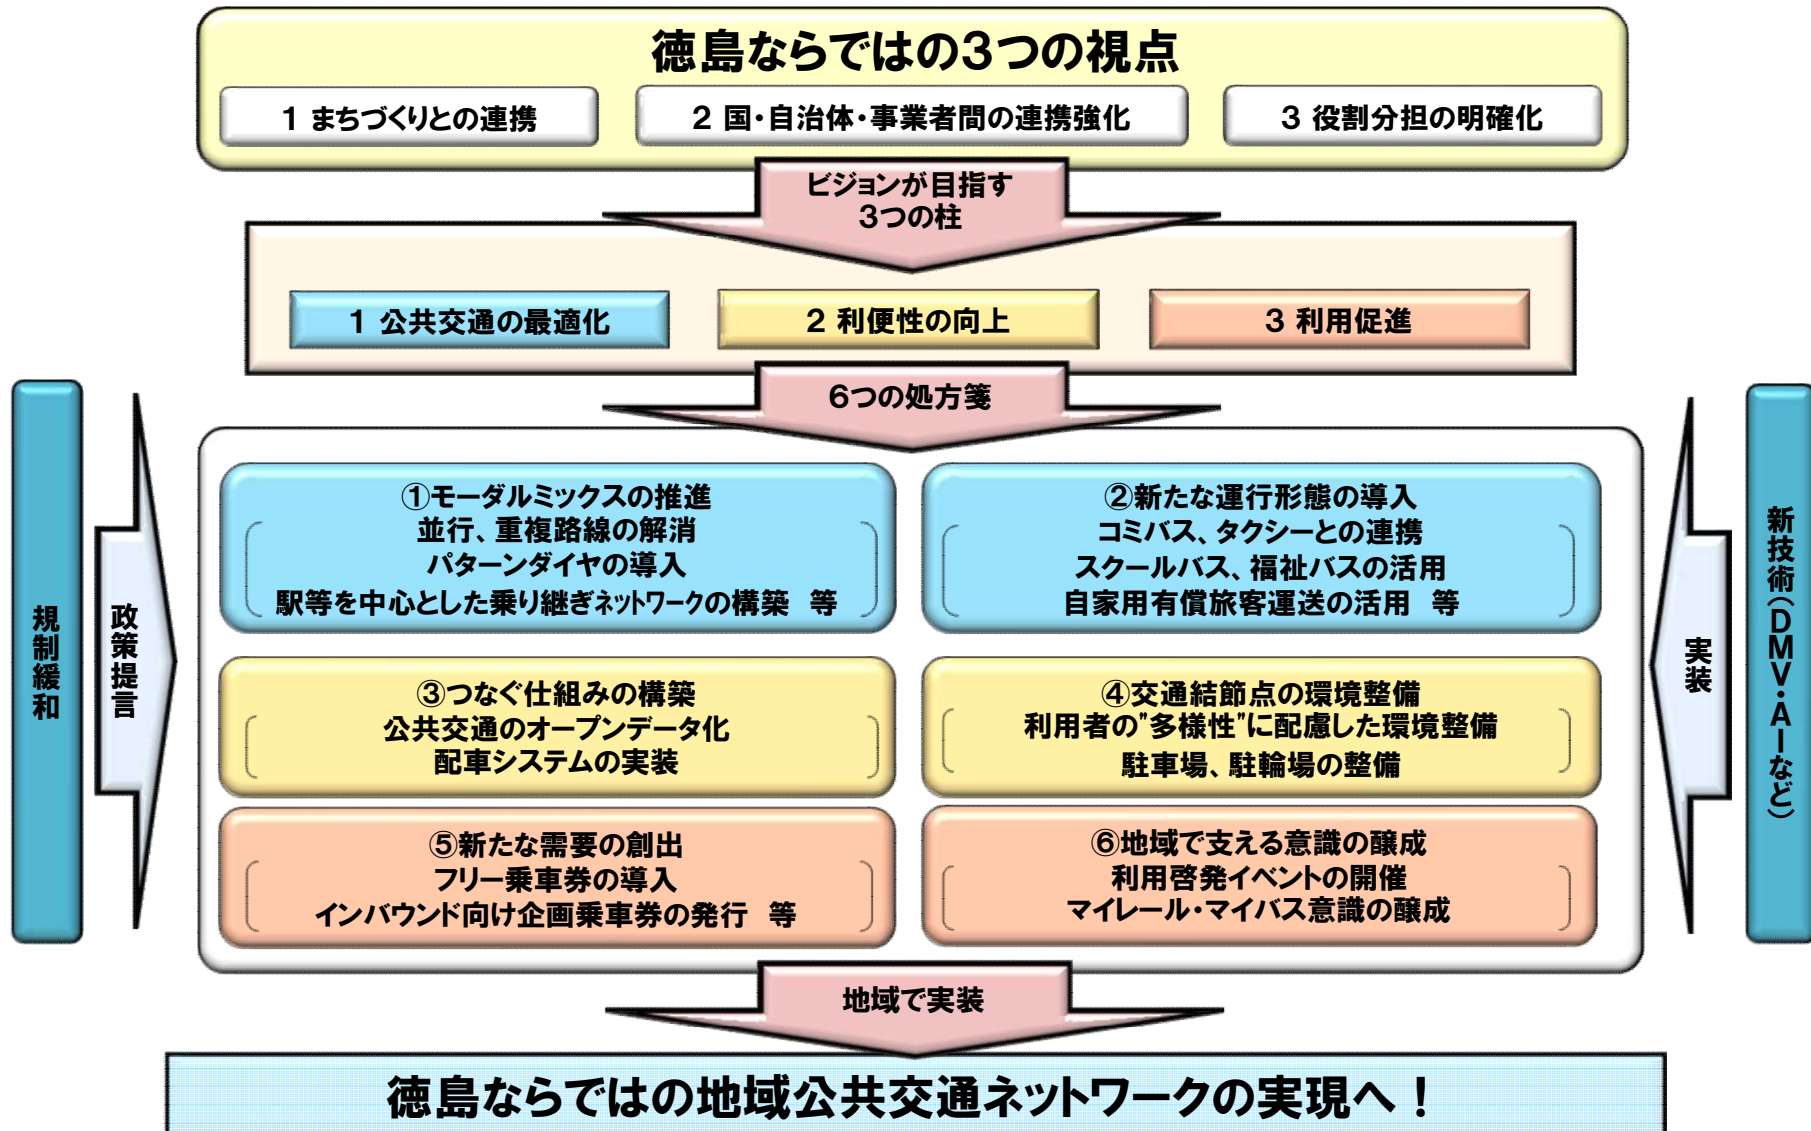 徳島ならではの3つの視点
1 まちづくりとの連携
2 国・自治体・事業者間の連携強化
3 役割分担の明確化
ビジョンが目指す
3つの柱
1 公共交通の最適化
2 利便性の向上
3 利用促進
6つの処方箋
規制緩和
政策提言
①モーダルミックスの推進
並行、重複路線の解消
パターンダイヤの導入
駅等を中心とした乗り継ぎネットワークの構築 等
②新たな運行形態の導入
コミバス、タクシーとの連携
スクールバス、福祉バスの活用
自家用有償旅客運送の活用 等
③つなぐ仕組みの構築
公共交通のオープンデータ化
配車システムの実装
④交通結節点の環境整備
利用者の"多様性"に配慮した環境整備
駐車場、駐輪場の整備
⑤新たな需要の創出
フリー乗車券の導入
インバウンド向け企画乗車券の発行 等
⑥地域で支える意識の醸成
利用啓発イベントの開催
マイレール・マイバス意識の醸成
実装
新技術(DMV・AIなど)
地域で実装
徳島ならではの地域公共交通ネットワークの実現へ！